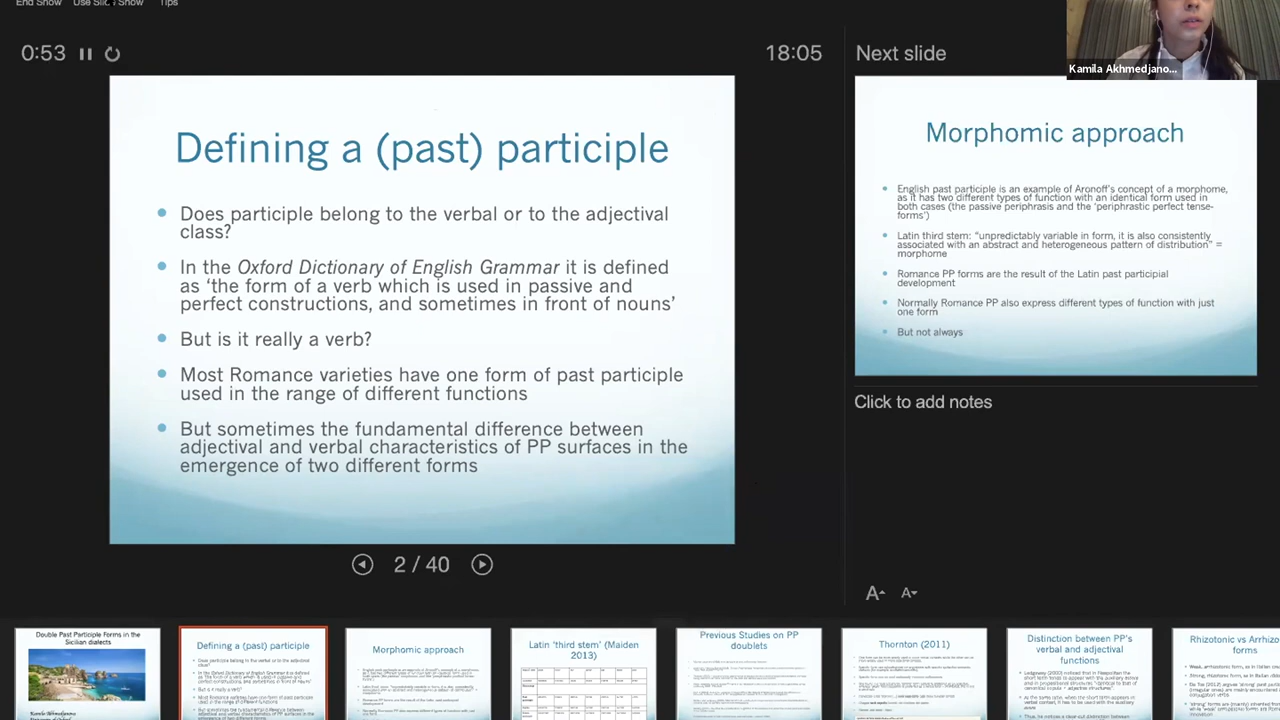 End Show
Tips
0:53
18:05
Next slide
Kamila Akhmedjano...
Defining a (past) participle
Does participle belong to the verbal or to the adjectival
class?
In the Oxford Dictionary of English Grammar it is defined
as ‘the form of a verb which is used in passive and
perfect constructions, and sometimes in front of nouns’
But is it really a verb?
Most Romance varieties have one form of past participle
used in the range of different functions
But sometimes the fundamental difference between
adjectival and verbal characteristics of PP surfaces in the
emergence of two different forms
2 / 40
Morphomic approach
English past participle is an example of Aronoff’s concept of a morphome,
as it has two different types of function with an identical form used in
both cases (the passive periphrasis and the ‘periphrastic perfect tense-
forms’)
Latin third stem: “unpredictably variable in form, it is also consistently
associated with an abstract and heterogeneous pattern of distribution” =
morphome
Romance PP forms are the result of the Latin past participial
development
Normally Romance PP also express different types of function with just
one form
But not always
Click to add notes
A
A
Double Past Participle Forms in the
Sicilian dialects
Kamila Akhmedjanova
Defining a (past) participle
Morphomic approach
Latin ‘third stem’ (Maiden
2013)
Previous Studies on PP
doublets
Thornton (2011)
Distinction between PP’s
verbal and adjectival
functions
Rhizotonic vs Arrhizo
forms